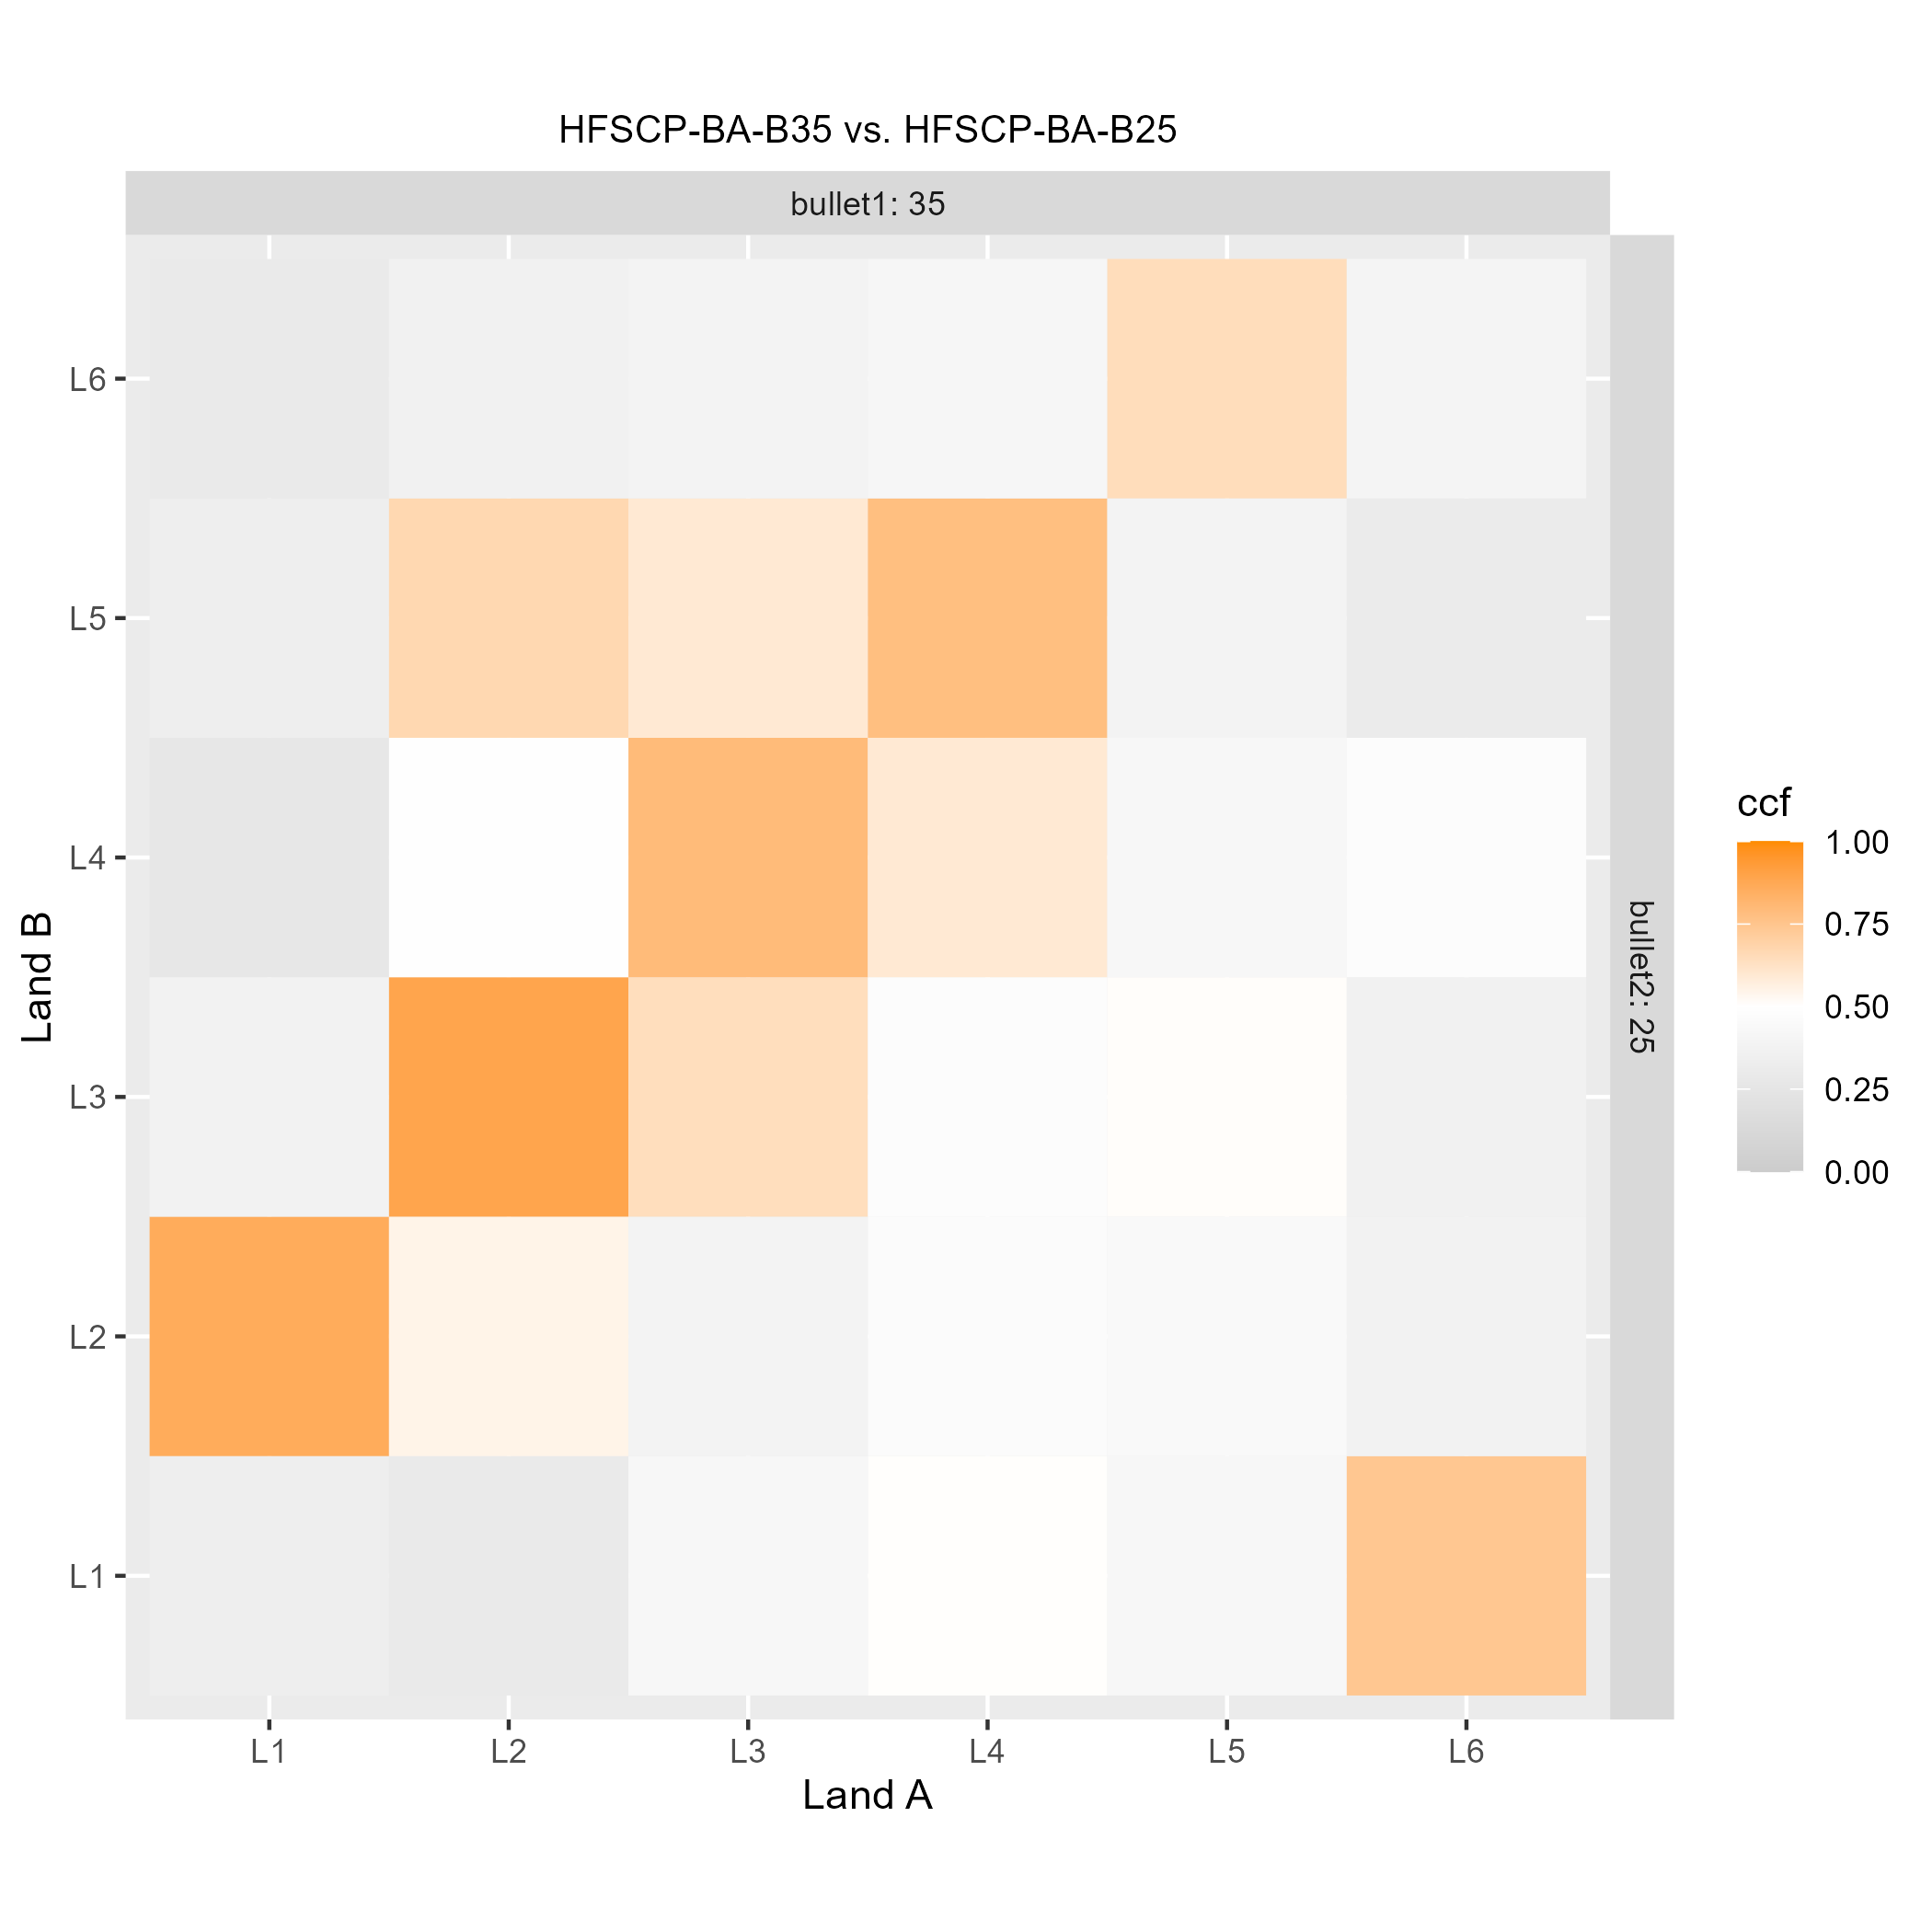 HFSCP-BA-B35 vs. HFSCP-BA-B25
bullet1: 35
L6
L5
L4
L3
L2
L1
Land B
bullet2: 25
L1 L2 L3 L4 L5 L6
Land A
ccf
1.00
0.75
0.50
0.25
0.00